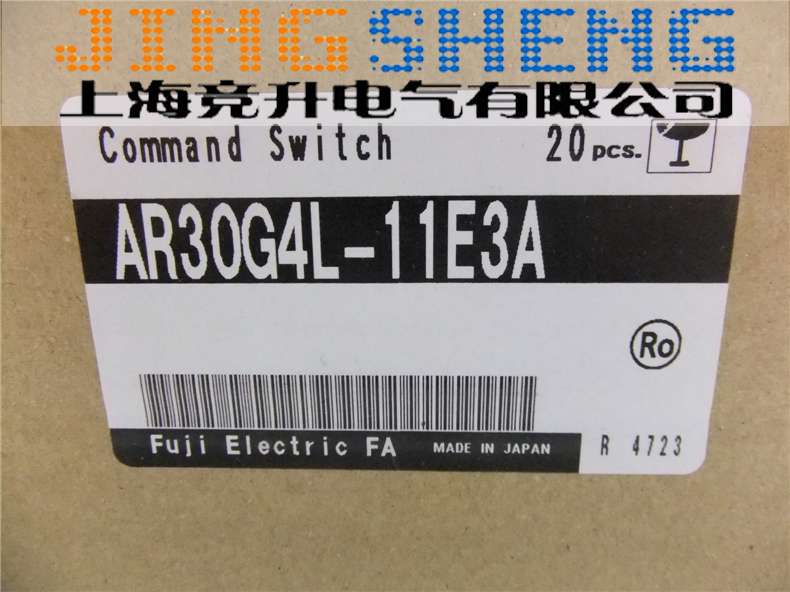 JINGSHENG
上海竞升电气有限公司
Command Switch 20 pcs.
AR30G4L-11E3A
Ro
Fuji Electric FA MADE IN JAPAN R 4723